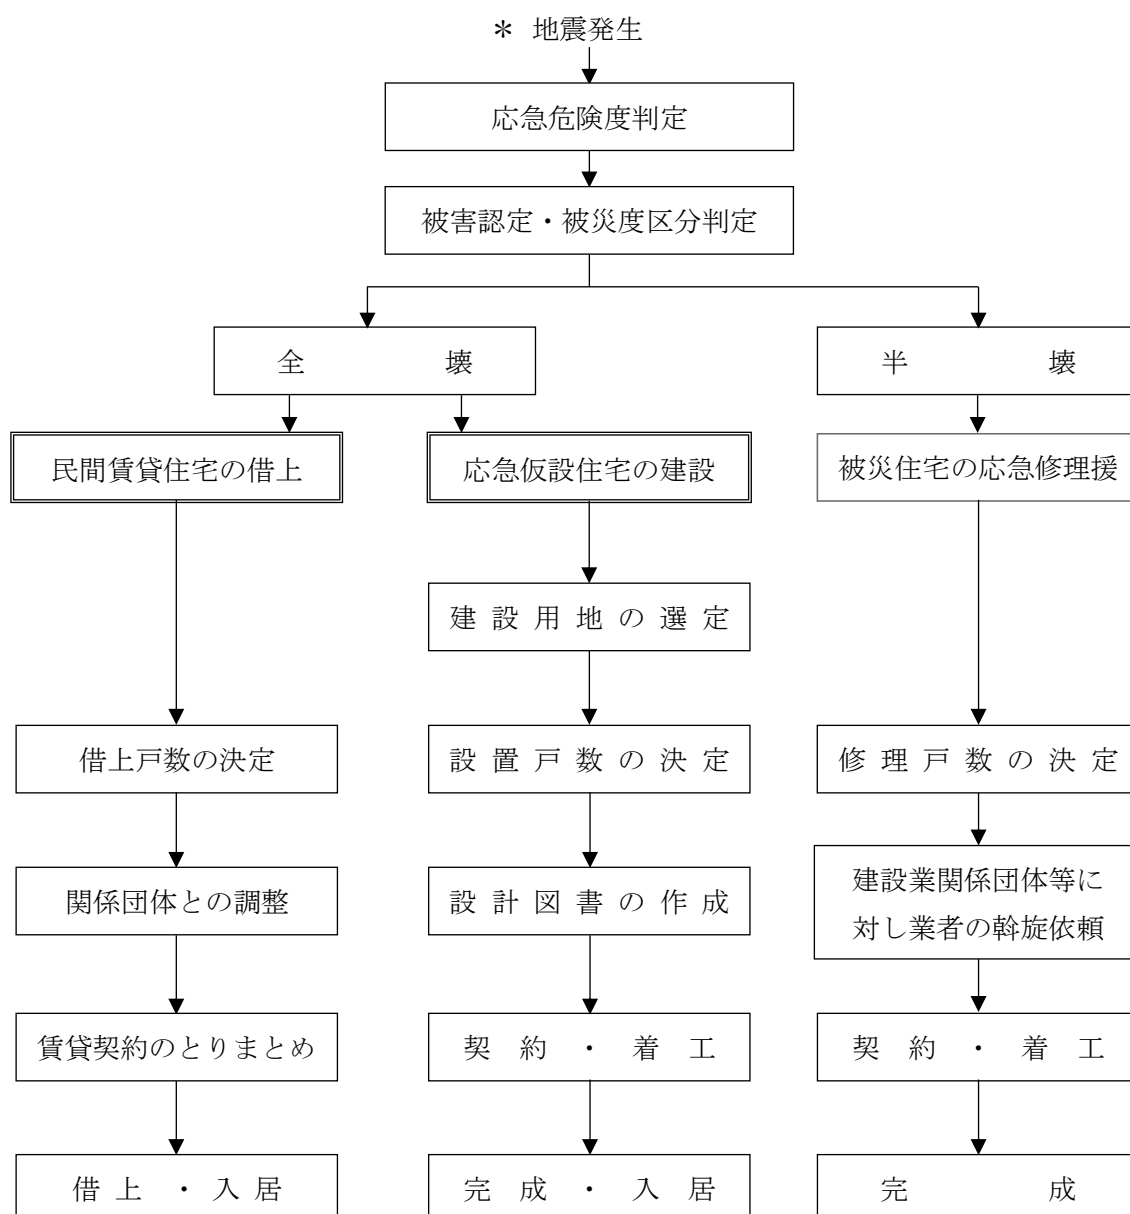 ＊ 地震発生
応急危険度判定
被害認定・被災度区分判定
全 壊
半 壊
民間賃貸住宅の借上
応急仮設住宅の建設
被災住宅の応急修理援
建設用地の選定
借上戸数の決定
設置戸数の決定
修理戸数の決定
関係団体との調整
設計図書の作成
建設業関係団体等に
対し業者の斡旋依頼
賃貸契約のとりまとめ
契約・着工
契約・着工
借上・入居
完成・入居
完 成